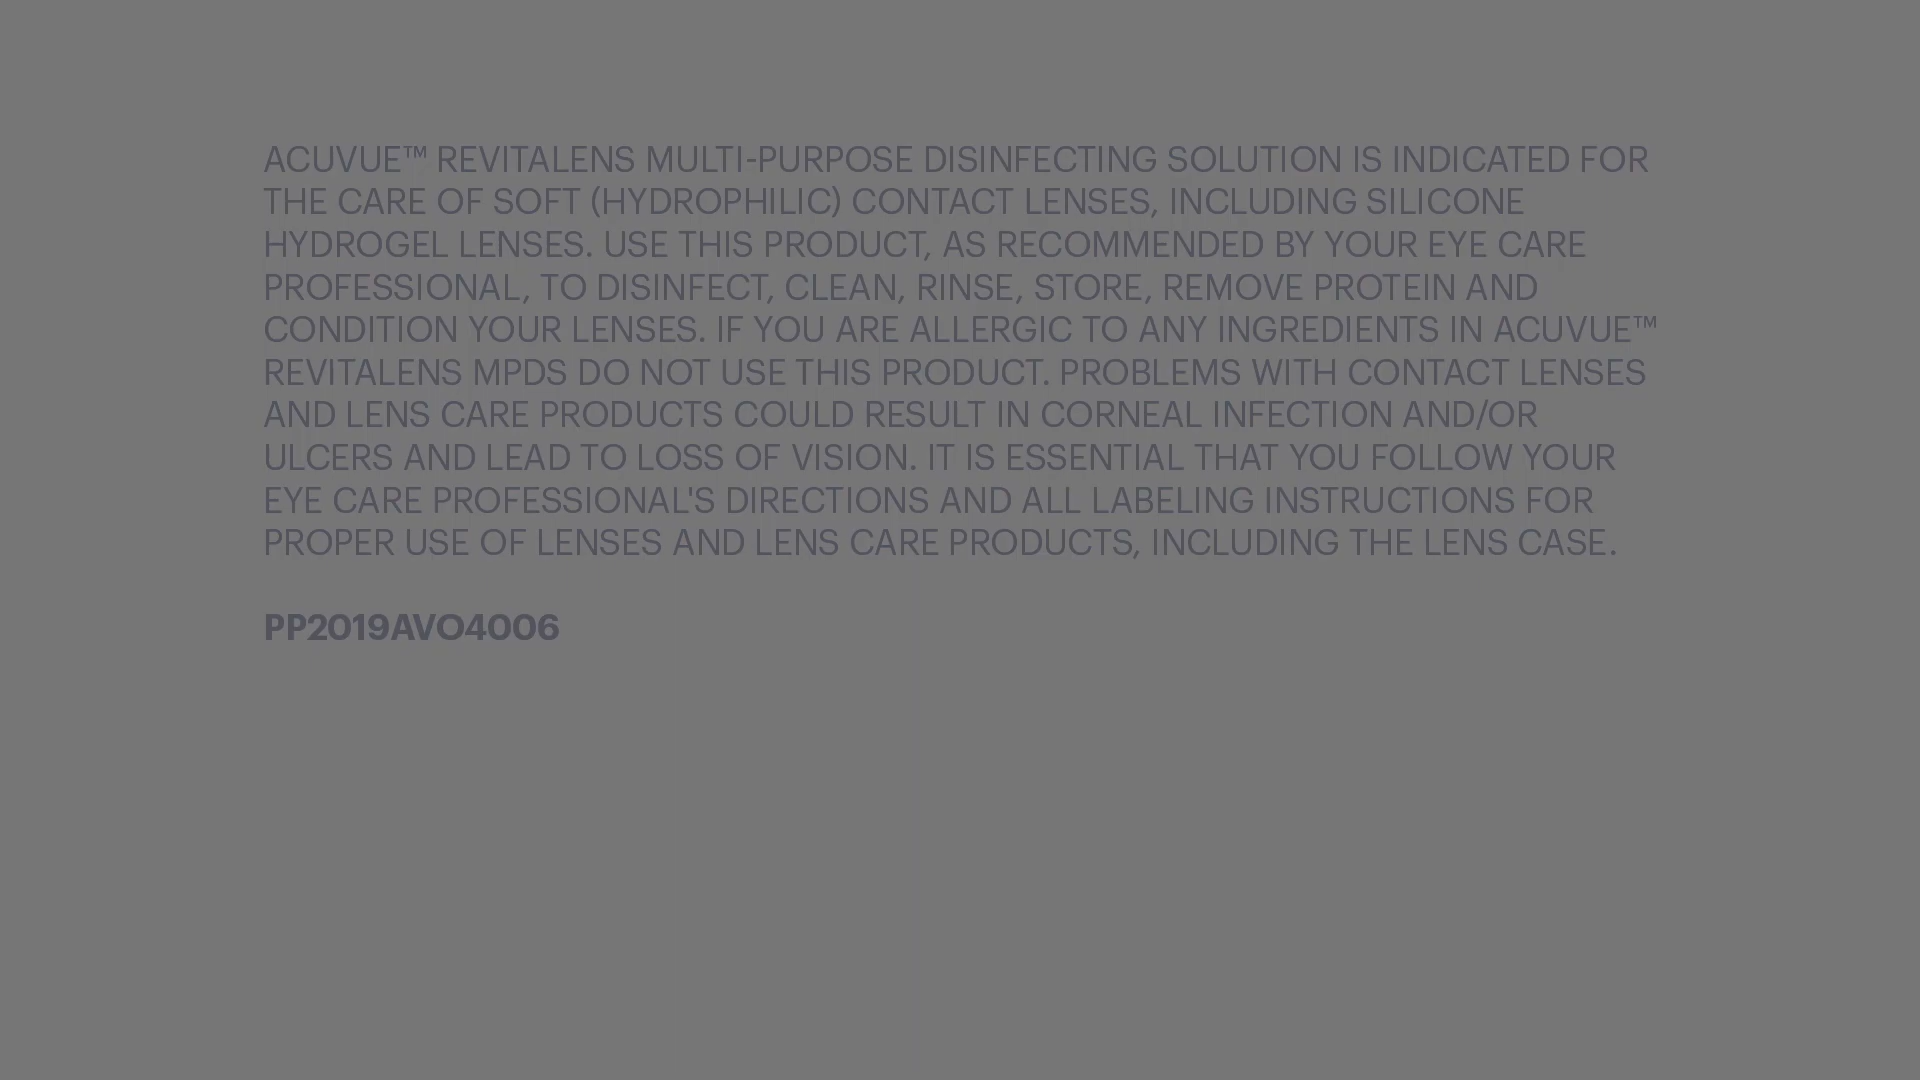 ACUVUE™ REVITALENS MULTI-PURPOSE DISINFECTING SOLUTION IS INDICATED FOR
THE CARE OF SOFT (HYDROPHILIC) CONTACT LENSES, INCLUDING SILICONE
HYDROGEL LENSES. USE THIS PRODUCT, AS RECOMMENDED BY YOUR EYE CARE
PROFESSIONAL, TO DISINFECT, CLEAN, RINSE, STORE, REMOVE PROTEIN AND
CONDITION YOUR LENSES. IF YOU ARE ALLERGIC TO ANY INGREDIENTS IN ACUVUE™
REVITALENS MPDS DO NOT USE THIS PRODUCT. PROBLEMS WITH CONTACT LENSES
AND LENS CARE PRODUCTS COULD RESULT IN CORNEAL INFECTION AND/OR
ULCERS AND LEAD TO LOSS OF VISION. IT IS ESSENTIAL THAT YOU FOLLOW YOUR
EYE CARE PROFESSIONAL'S DIRECTIONS AND ALL LABELING INSTRUCTIONS FOR
PROPER USE OF LENSES AND LENS CARE PRODUCTS, INCLUDING THE LENS CASE.
PP2019AVO4006